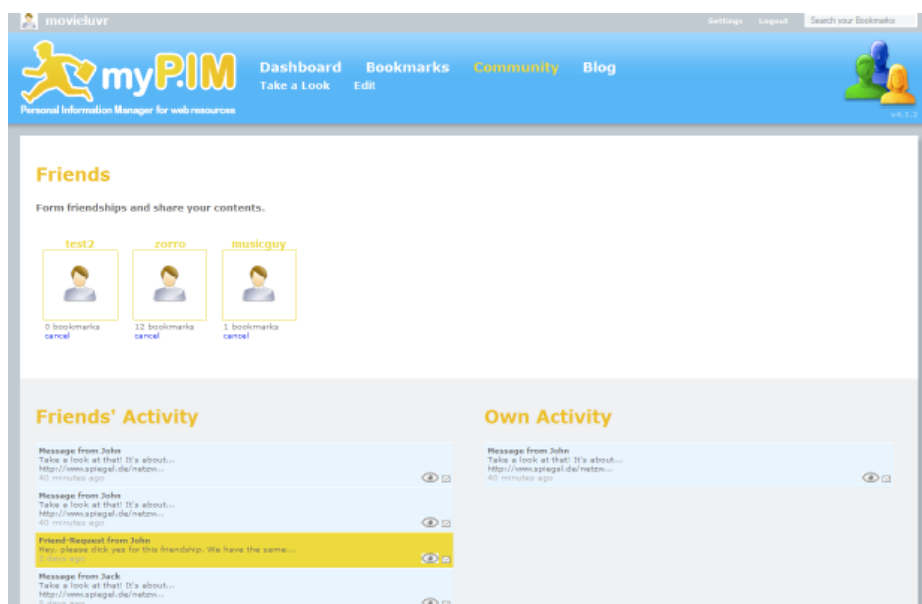 movieluvr
Settings Logout Search your Bookmarks
myP.IM
Personal Information Manager for web resources
Dashboard Bookmarks Community Blog
Take a Look Edit
v4.1.2
Friends
Form friendships and share your contents.
test2 zorro musicguy
0 bookmarks 12 bookmarks 1 bookmarks
cancel cancel cancel
Friends' Activity
Message from John
Take a look at that! It's about...
http://www.spiegel.de/netzw...
40 minutes ago
Message from John
Take a look at that! It's about...
http://www.spiegel.de/netzw...
40 minutes ago
Friend-Request from John
Hey, please click yes for this friendship. We have the same...
days ago
Message from Jack
Take a look at that! It's about...
http://www.spiegel.de/netzw...
days ago
Own Activity
Message from John
Take a look at that! It's about...
http://www.spiegel.de/netzw...
40 minutes ago